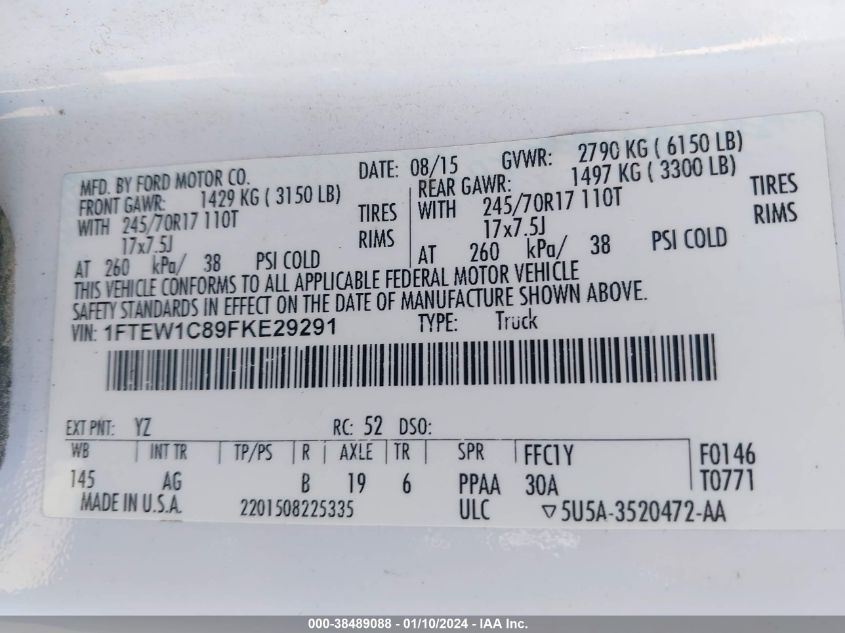 MFD. BY FORD MOTOR CO. DATE: 08/15 GVWR: 2790 KG ( 6150 LB)
FRONT GAWR: 1429 KG ( 3150 LB) REAR GAWR: 1497 KG ( 3300 LB)
WITH 245/70R17 110T TIRES WITH 245/70R17 110T TIRES
17x7.5J RIMS 17x7.5J RIMS
AT 260 kPa/ 38 PSI COLD AT 260 kPa/ 38 PSI COLD
THIS VEHICLE CONFORMS TO ALL APPLICABLE FEDERAL MOTOR VEHICLE
SAFETY STANDARDS IN EFFECT ON THE DATE OF MANUFACTURE SHOWN ABOVE.
VIN: 1FTEW1C89FKE29291 TYPE: Truck
EXT PNT: YZ RC: 52 DSO:
WB INT TR TP/PS R AXLE TR SPR FFC1Y F0146
145 AG B 19 6 PPAA 30A T0771
MADE IN U.S.A. 2201508225335 ULC ▽5U5A-3520472-AA
000-38489088 - 01/10/2024 - IAA Inc.